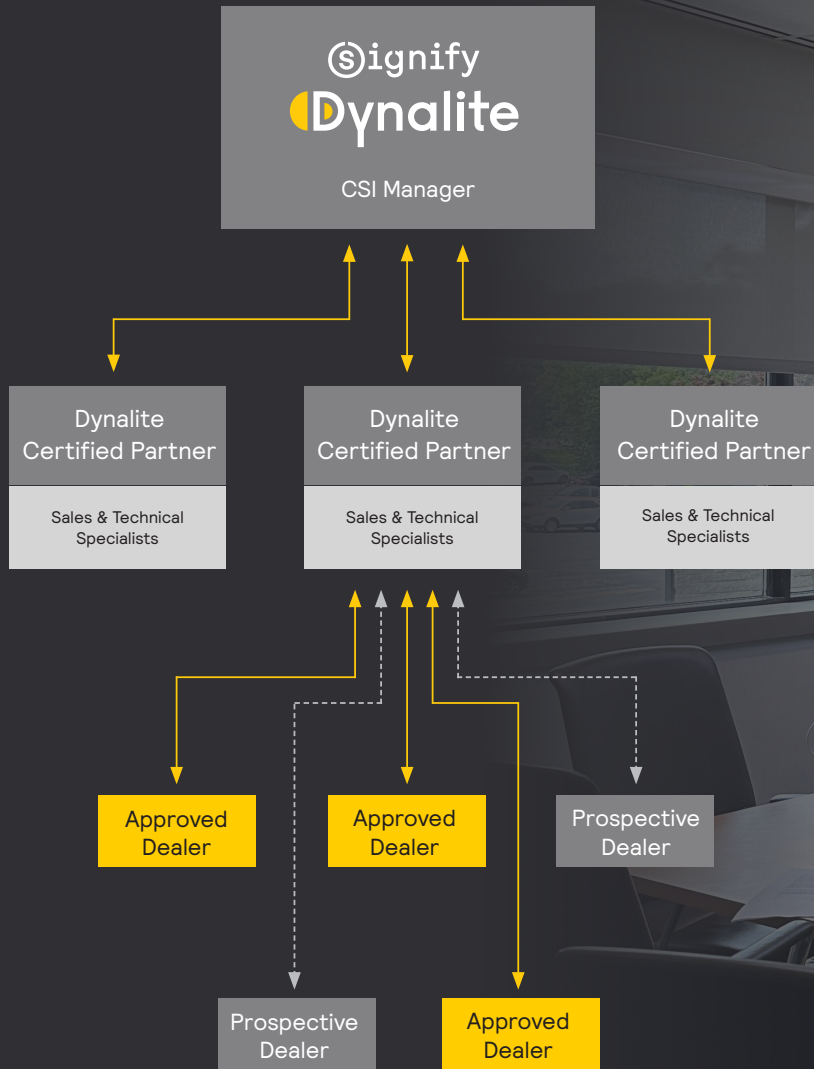 signify
Dynalite
CSI Manager
Dynalite
Certified Partner
Sales & Technical
Specialists
Dynalite
Certified Partner
Sales & Technical
Specialists
Dynalite
Certified Partner
Sales & Technical
Specialists
Approved
Dealer
Approved
Dealer
Prospective
Dealer
Prospective
Dealer
Approved
Dealer